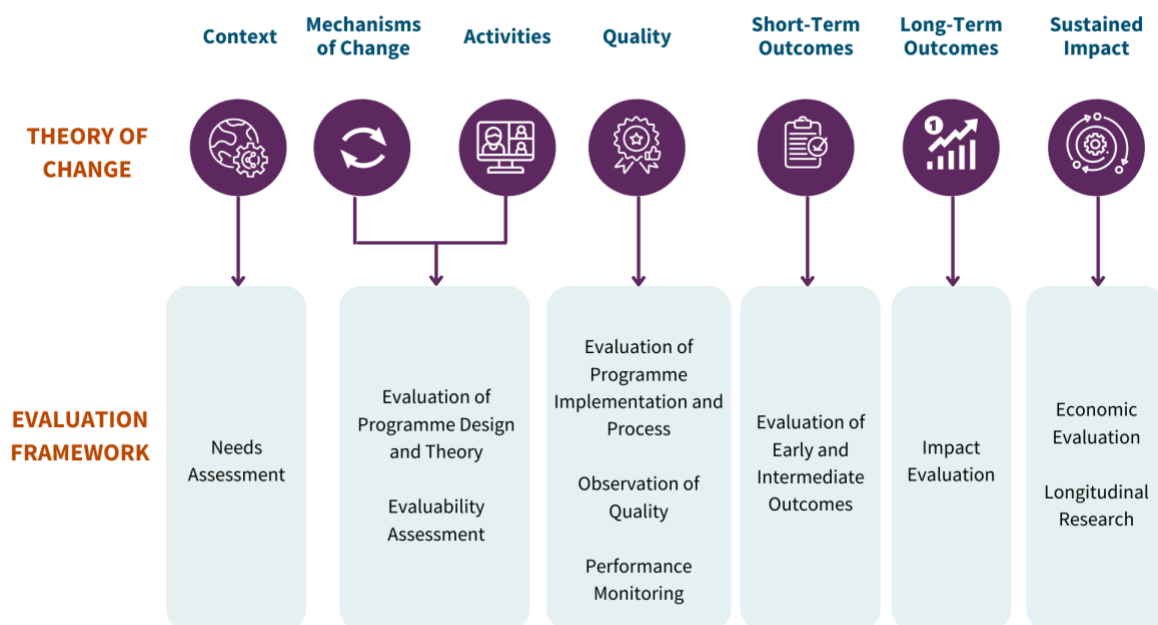 Context
Mechanisms
of Change
Activities
Quality
Short-Term
Outcomes
Long-Term
Outcomes
Sustained
Impact
THEORY OF
CHANGE
1
EVALUATION
FRAMEWORK
Needs
Assessment
Evaluation of
Programme Design
and Theory
Evaluability
Assessment
Evaluation of
Programme
Implementation and
Process
Observation of
Quality
Performance
Monitoring
Evaluation of
Early and
Intermediate
Outcomes
Impact
Evaluation
Economic
Evaluation
Longitudinal
Research